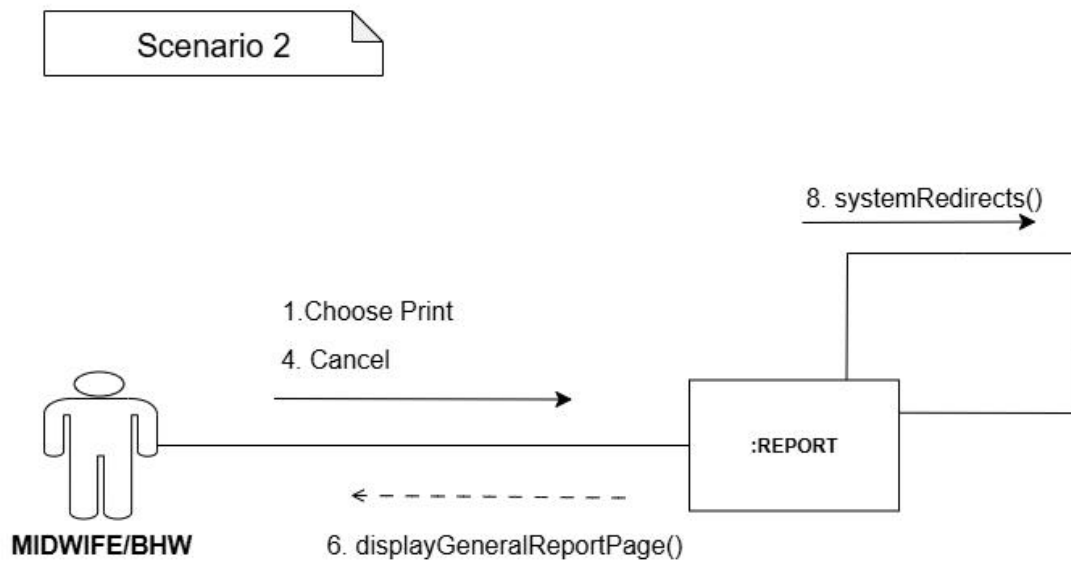 Scenario 2
8. systemRedirects()
1.Choose Print
4. Cancel
:REPORT
MIDWIFE/BHW
6. displayGeneralReportPage()